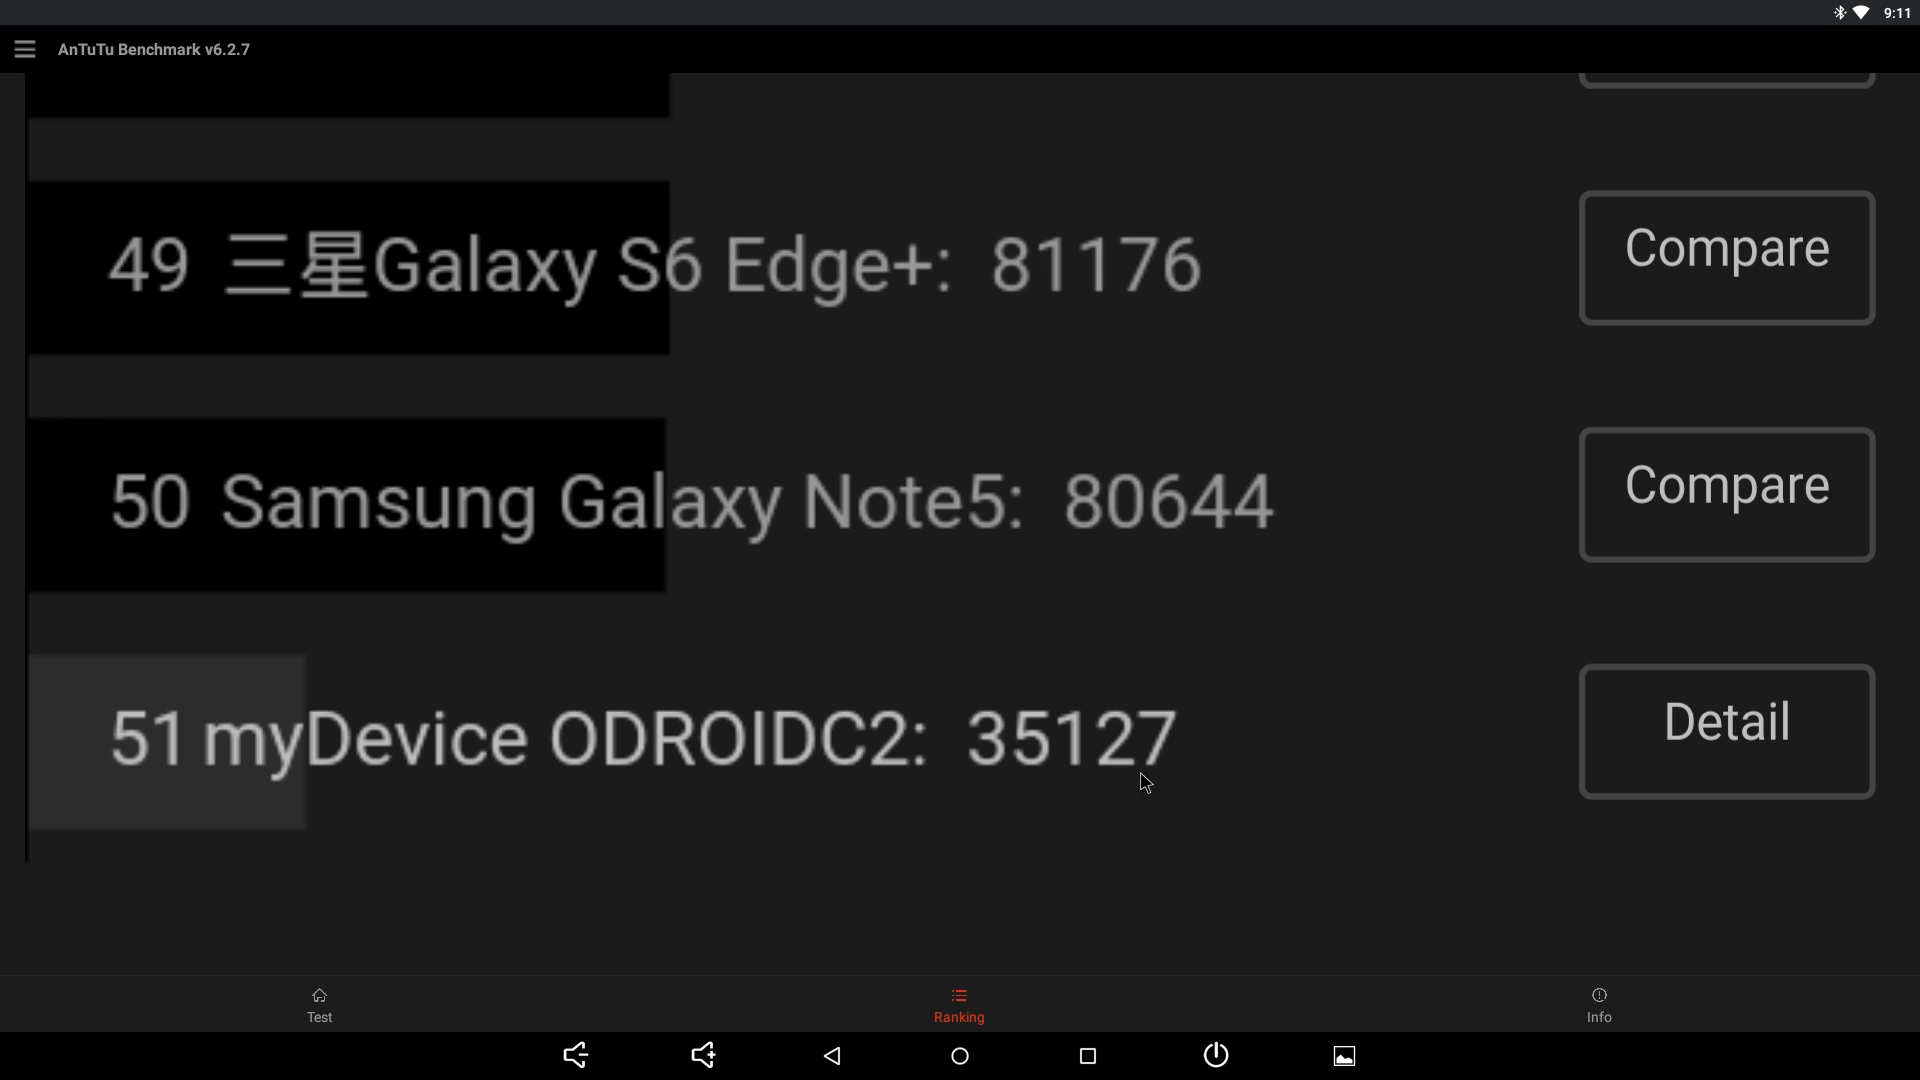 9:11
AnTuTu Benchmark v6.2.7
49 三星Galaxy S6 Edge+: 81176
Compare
50 Samsung Galaxy Note5: 80644
Compare
51 myDevice ODROIDC2: 35127
Detail
Test
Ranking
Info